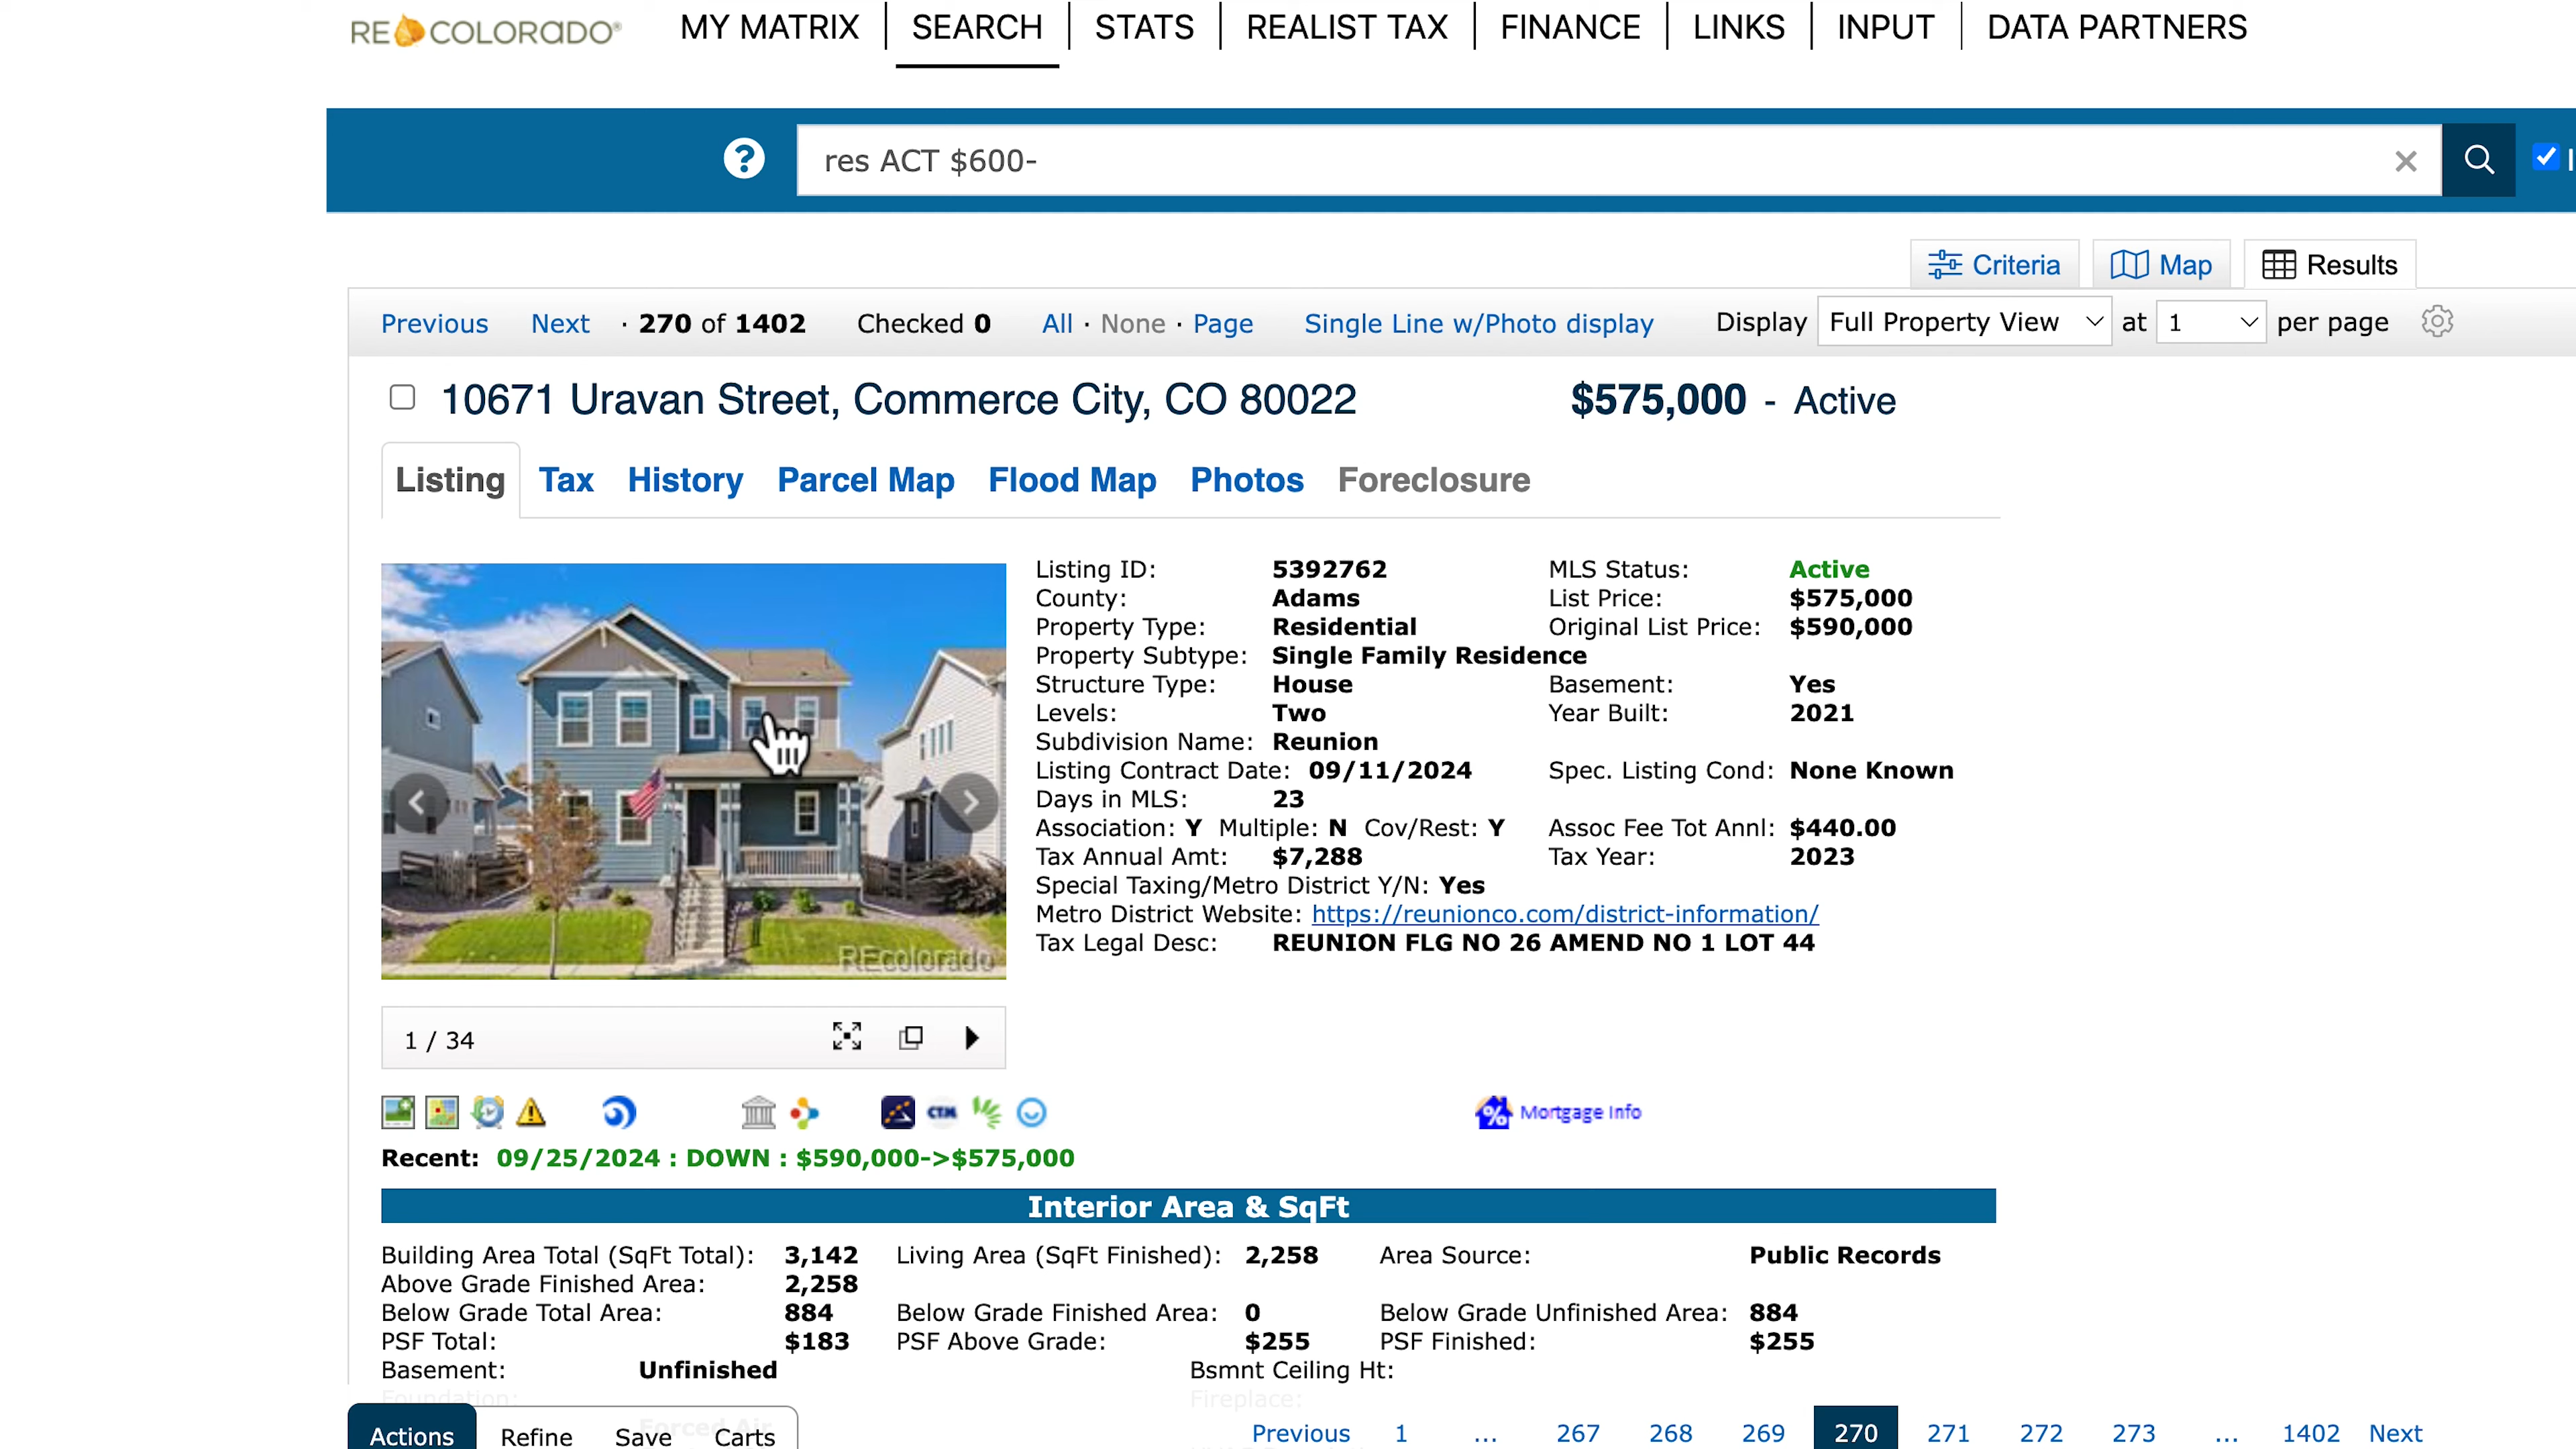 RECOLORADO® MY MATRIX SEARCH STATS REALIST TAX FINANCE LINKS INPUT DATA PARTNERS
? res ACT $600-
Criteria Map Results
Previous Next · 270 of 1402 Checked 0 All · None · Page Single Line w/Photo display Display Full Property View at 1 per page
10671 Uravan Street, Commerce City, CO 80022 $575,000 - Active
Listing Tax History Parcel Map Flood Map Photos Foreclosure
Listing ID: 5392762 MLS Status: Active
County: Adams List Price: $575,000
Property Type: Residential Original List Price: $590,000
Property Subtype: Single Family Residence
Structure Type: House Basement: Yes
Levels: Two Year Built: 2021
Subdivision Name: Reunion
Listing Contract Date: 09/11/2024 Spec. Listing Cond: None Known
Days in MLS: 23
Association: Y Multiple: N Cov/Rest: Y Assoc Fee Tot Annl: $440.00
Tax Annual Amt: $7,288 Tax Year: 2023
Special Taxing/Metro District Y/N: Yes
Metro District Website: https://reunionco.com/district-information/
Tax Legal Desc: REUNION FLG NO 26 AMEND NO 1 LOT 44
REcolorado
1 / 34
CTM % Mortgage Info
Recent: 09/25/2024 : DOWN : $590,000->$575,000
Interior Area & SqFt
Building Area Total (SqFt Total): 3,142 Living Area (SqFt Finished): 2,258 Area Source: Public Records
Above Grade Finished Area: 2,258
Below Grade Total Area: 884 Below Grade Finished Area: 0 Below Grade Unfinished Area: 884
PSF Total: $183 PSF Above Grade: $255 PSF Finished: $255
Basement: Unfinished Bsmnt Ceiling Ht:
Foundation: Fireplace:
Forced Air
Actions Refine Save Carts Previous 1 ... 267 268 269 270 271 272 273 ... 1402 Next